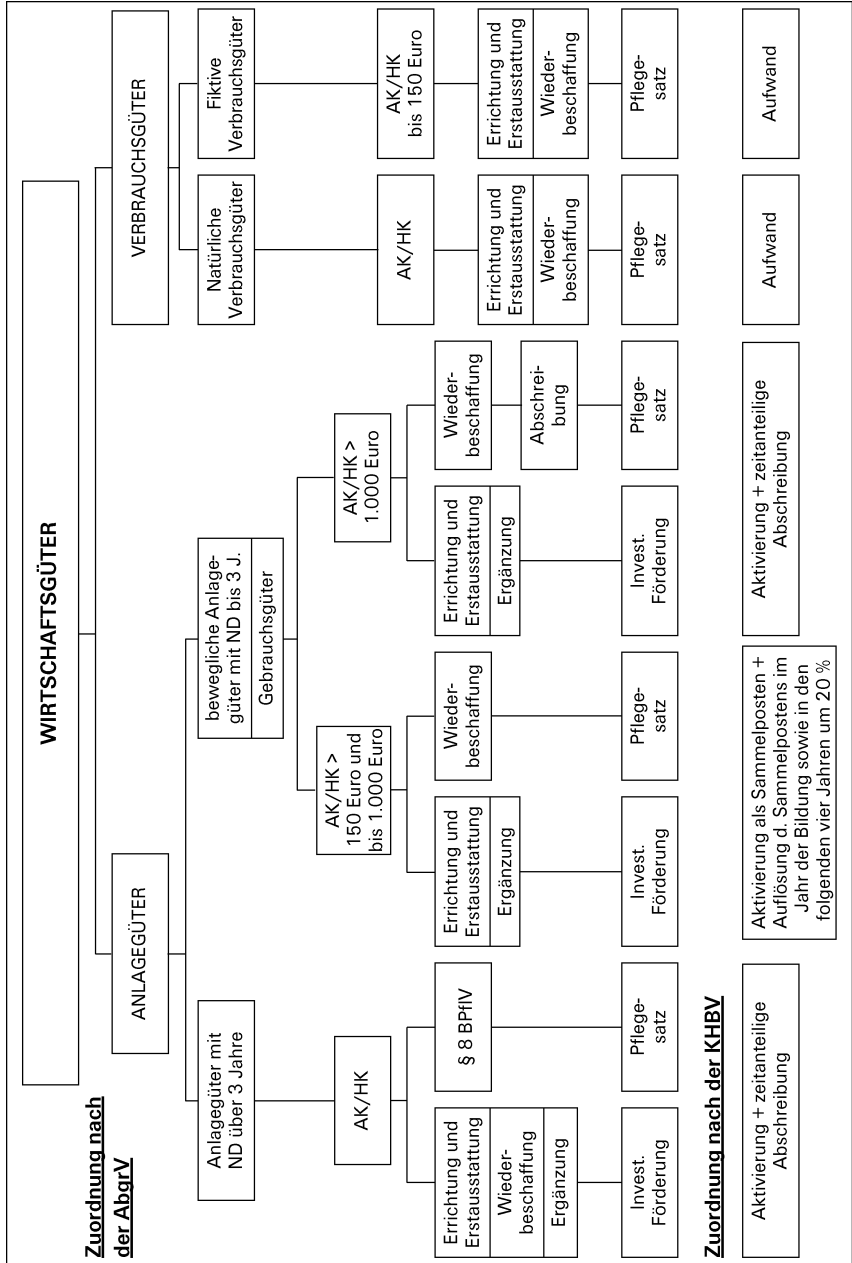 WIRTSCHAFTSGÜTER
Zuordnung nach
der AbgrV
ANLAGEGÜTER
VERBRAUCHSGÜTER
Anlagegüter mit
ND über 3 Jahre
bewegliche Anlage-
güter mit ND bis 3 J.
Gebrauchsgüter
Natürliche
Verbrauchsgüter
Fiktive
Verbrauchsgüter
AK/HK
AK/HK >
150 Euro und
bis 1.000 Euro
AK/HK >
1.000 Euro
AK/HK
AK/HK
bis 150 Euro
Errichtung und
Erstausstattung
Wieder-
beschaffung
Ergänzung
§ 8 BPflV
Errichtung und
Erstausstattung
Ergänzung
Wieder-
beschaffung
Errichtung und
Erstausstattung
Ergänzung
Wieder-
beschaffung
Abschrei-
bung
Errichtung und
Erstausstattung
Wieder-
beschaffung
Errichtung und
Erstausstattung
Wieder-
beschaffung
Invest.
Förderung
Pflege-
satz
Invest.
Förderung
Pflege-
satz
Invest.
Förderung
Pflege-
satz
Pflege-
satz
Pflege-
satz
Zuordnung nach der KHBV
Aktivierung + zeitanteilige
Abschreibung
Aktivierung als Sammelposten +
Auflösung d. Sammelpostens im
Jahr der Bildung sowie in den
folgenden vier Jahren um 20 %
Aktivierung + zeitanteilige
Abschreibung
Aufwand
Aufwand